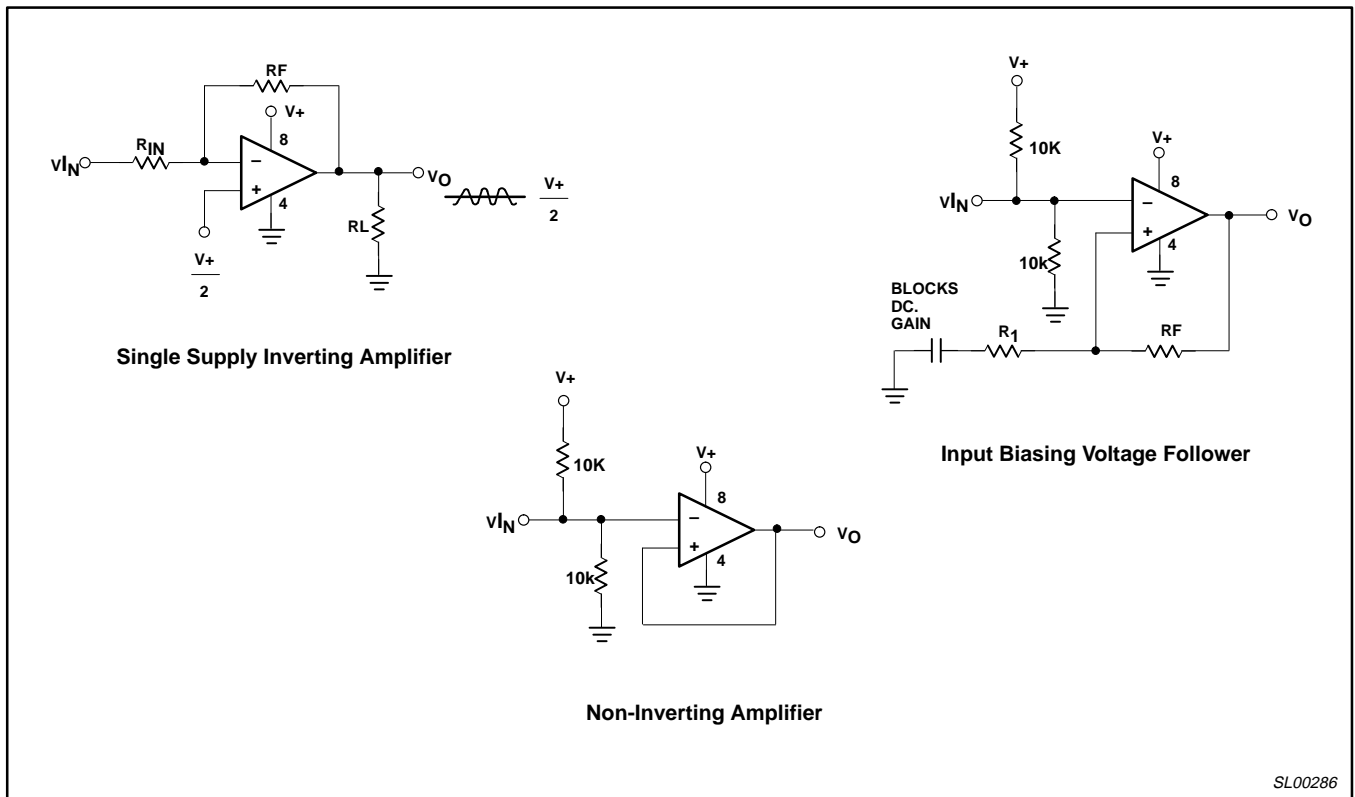 RF
V+
8
RIN
VIN
−
+
4
VO
V+
2
RL
V+
2
Single Supply Inverting Amplifier
V+
10K
V+
8
VIN
−
+
4
VO
10k
BLOCKS
DC.
GAIN
R1
RF
Input Biasing Voltage Follower
V+
10K
V+
8
VIN
−
+
4
VO
10k
Non-Inverting Amplifier
SL00286